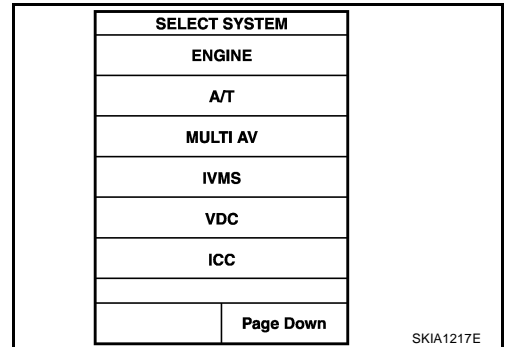 SELECT SYSTEM
ENGINE
A/T
MULTI AV
IVMS
VDC
ICC
Page Down
SKIA1217E